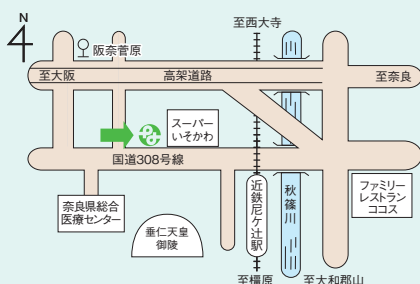 N
至西大寺
阪奈菅原
至大阪
高架道路
至奈良
スーパー
いそかわ
国道308号線
奈良県総合
医療センター
垂仁天皇
御陵
近鉄尼ケ辻駅
秋篠川
ファミリー
レストラン
ココス
至橿原
至大和郡山